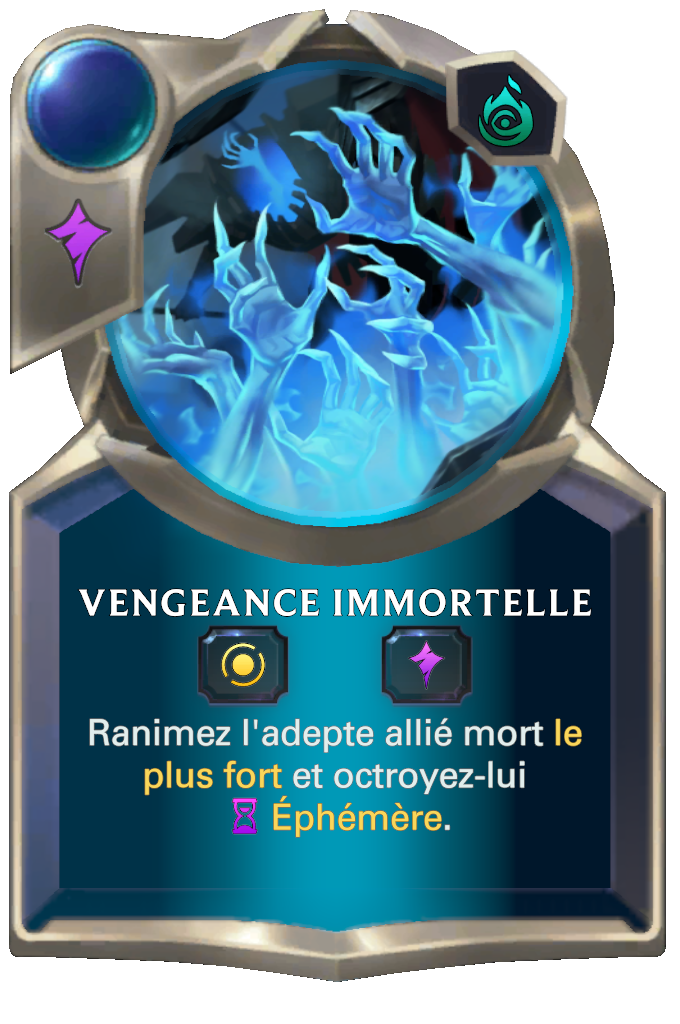 VENGEANCE IMMORTELLE
Ranimez l'adepte allié mort le
plus fort et octroyez-lui
Éphémère.